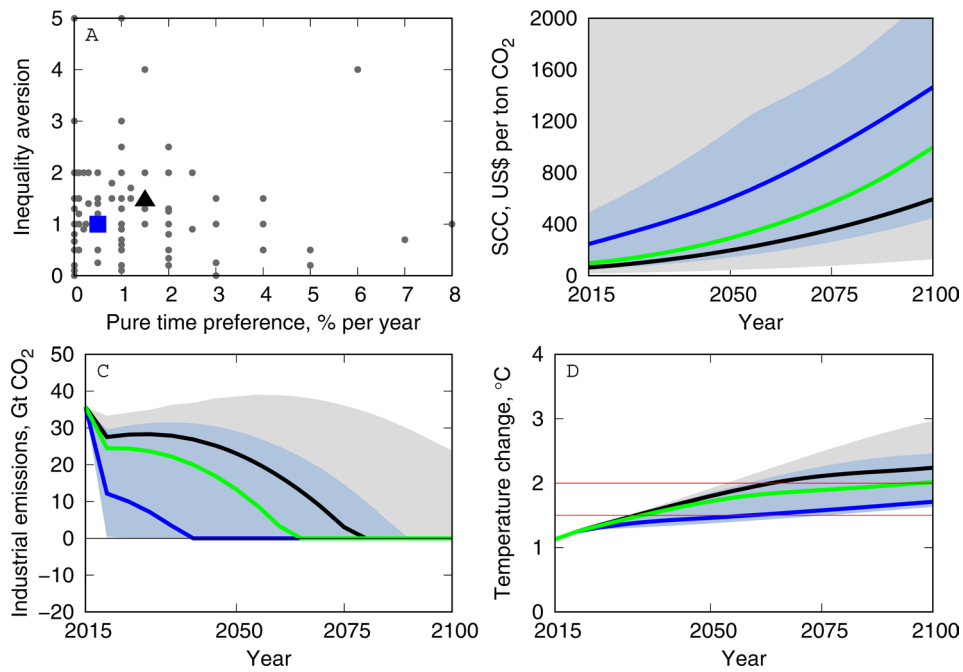 A
5
4
3
2
1
0
Inequality aversion
0 1 2 3 4 5 6 7 8
Pure time preference, % per year
2000
1600
1200
800
400
0
SCC, US$ per ton CO₂
2015 2050 2075 2100
Year
C
50
40
30
20
10
0
−10
−20
Industrial emissions, Gt CO₂
2015 2050 2075 2100
Year
D
4
3
2
1
0
Temperature change, °C
2015 2050 2075 2100
Year